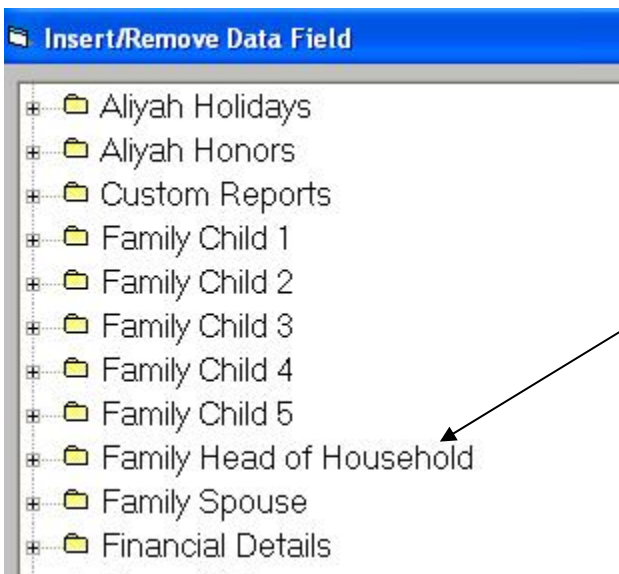 Insert/Remove Data Field
Aliyah Holidays
Aliyah Honors
Custom Reports
Family Child 1
Family Child 2
Family Child 3
Family Child 4
Family Child 5
Family Head of Household
Family Spouse
Financial Details